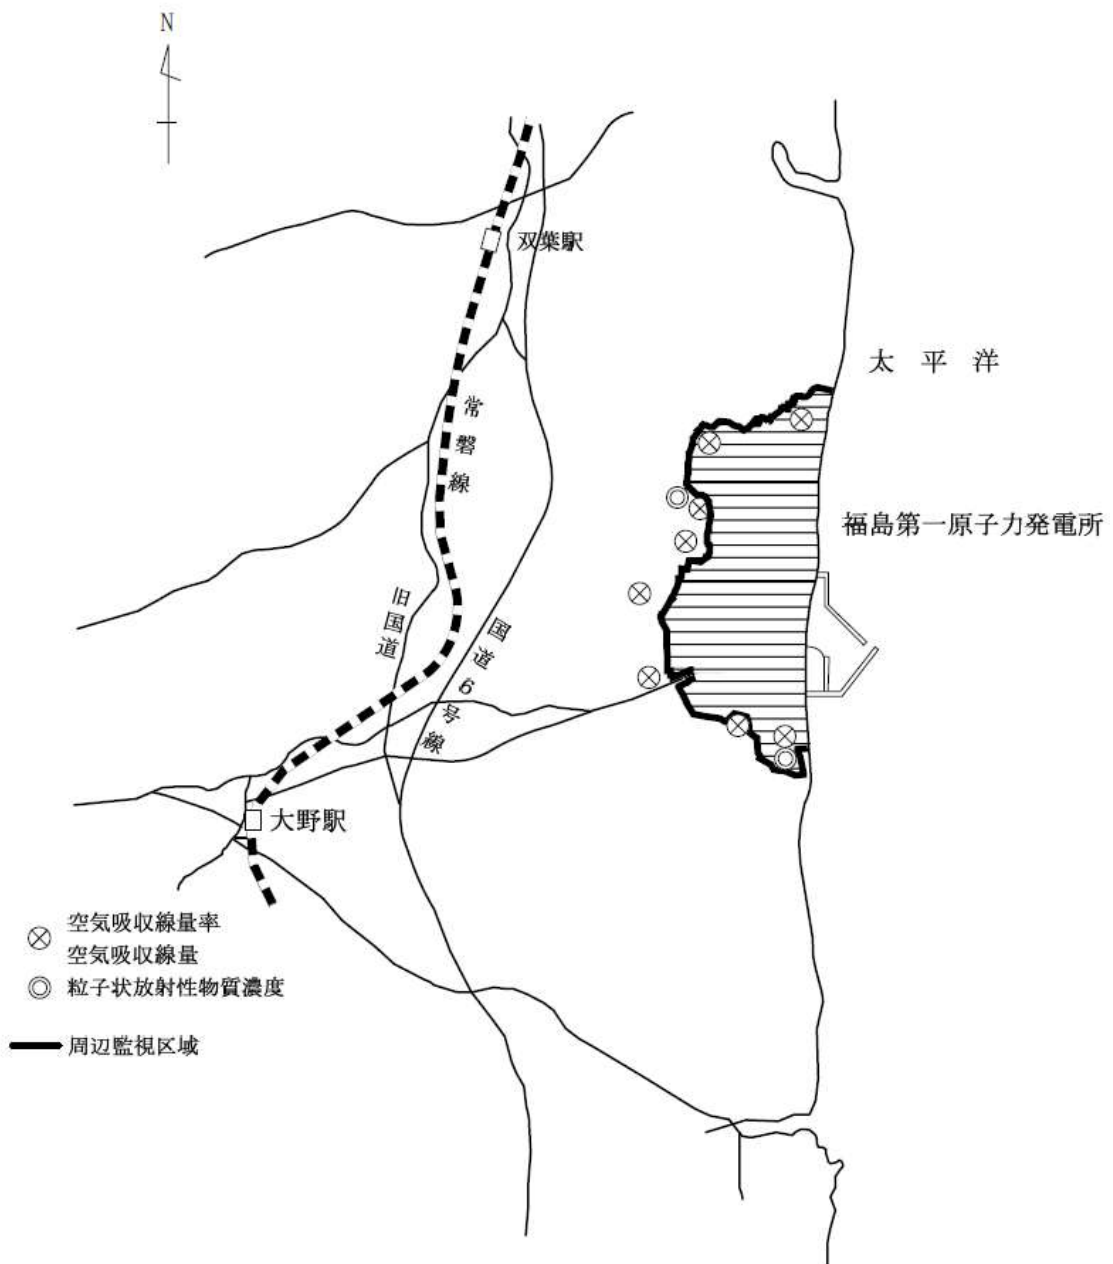 N
双葉駅
太平洋
常磐線
福島第一原子力発電所
旧国道
国道6号線
大野駅
空気吸収線量率
空気吸収線量
粒子状放射性物質濃度
周辺監視区域